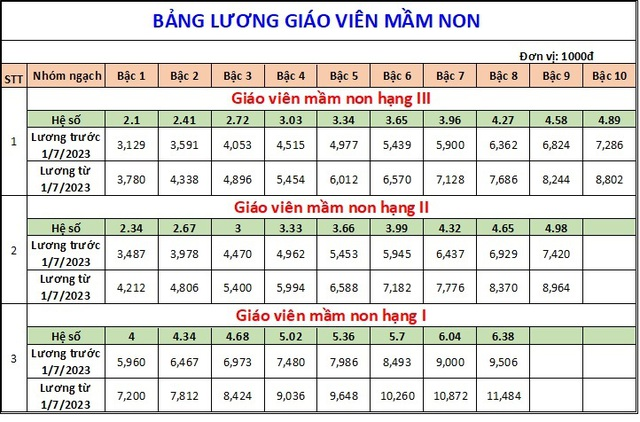 BẢNG LƯƠNG GIÁO VIÊN MẦM NON
Đơn vị: 1000đ
STT Nhóm ngạch Bậc 1 Bậc 2 Bậc 3 Bậc 4 Bậc 5 Bậc 6 Bậc 7 Bậc 8 Bậc 9 Bậc 10
Giáo viên mầm non hạng III
1 Hệ số 2.1 2.41 2.72 3.03 3.34 3.65 3.96 4.27 4.58 4.89
Lương trước 1/7/2023 3,129 3,591 4,053 4,515 4,977 5,439 5,900 6,362 6,824 7,286
Lương từ 1/7/2023 3,780 4,338 4,896 5,454 6,012 6,570 7,128 7,686 8,244 8,802
Giáo viên mầm non hạng II
2 Hệ số 2.34 2.67 3 3.33 3.66 3.99 4.32 4.65 4.98
Lương trước 1/7/2023 3,487 3,978 4,470 4,962 5,453 5,945 6,437 6,929 7,420
Lương từ 1/7/2023 4,212 4,806 5,400 5,994 6,588 7,182 7,776 8,370 8,964
Giáo viên mầm non hạng I
3 Hệ số 4 4.34 4.68 5.02 5.36 5.7 6.04 6.38
Lương trước 1/7/2023 5,960 6,467 6,973 7,480 7,986 8,493 9,000 9,506
Lương từ 1/7/2023 7,200 7,812 8,424 9,036 9,648 10,260 10,872 11,484